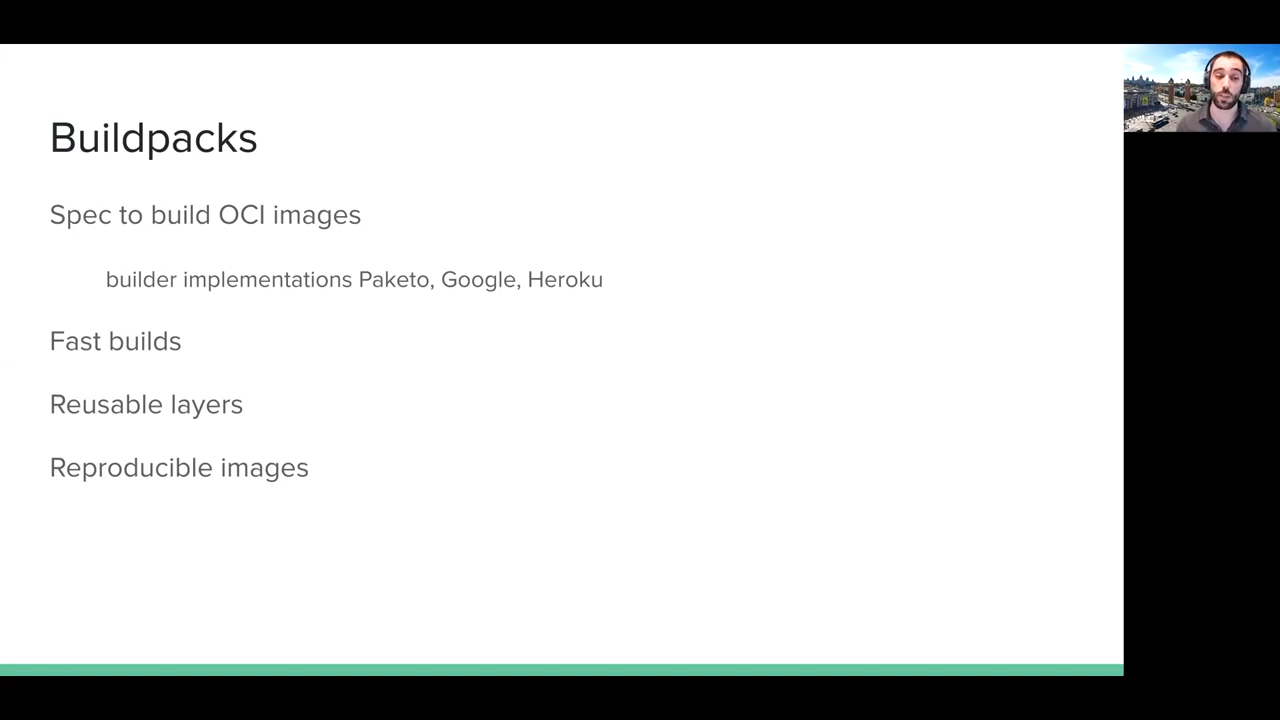 Buildpacks
Spec to build OCI images
builder implementations Paketo, Google, Heroku
Fast builds
Reusable layers
Reproducible images